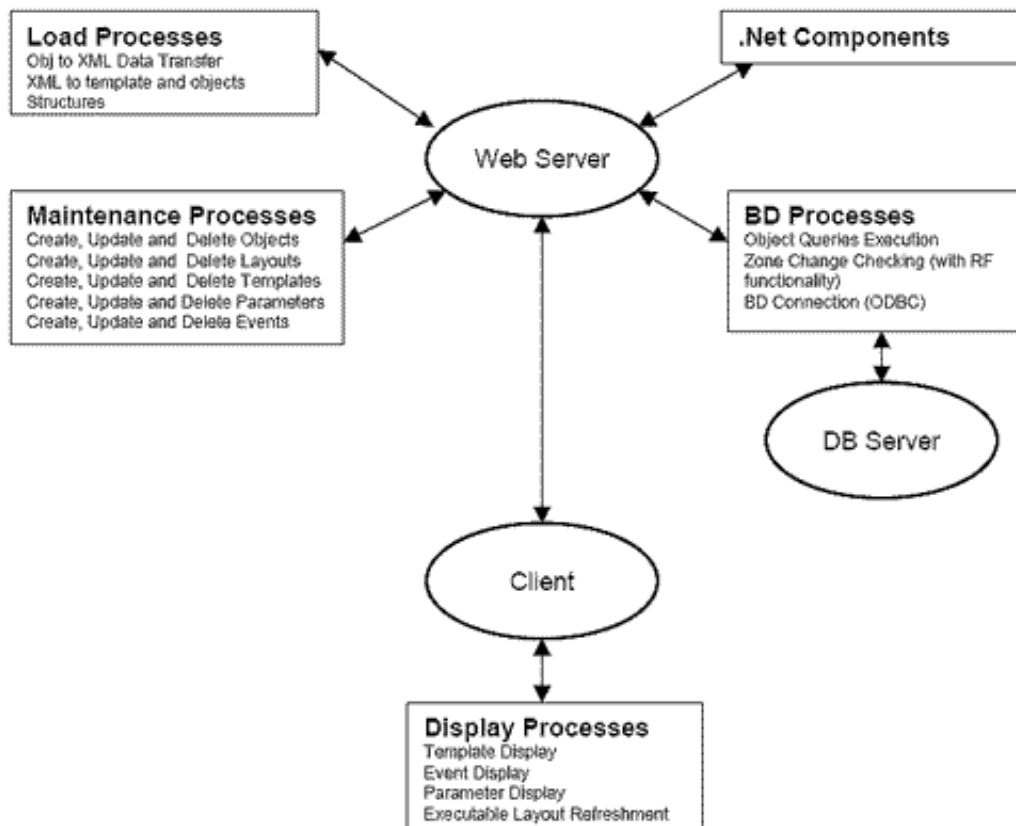 Load Processes
Obj to XML Data Transfer
XML to template and objects
Structures
.Net Components
Web Server
Maintenance Processes
Create, Update and Delete Objects
Create, Update and Delete Layouts
Create, Update and Delete Templates
Create, Update and Delete Parameters
Create, Update and Delete Events
BD Processes
Object Queries Execution
Zone Change Checking (with RF
functionality)
BD Connection (ODBC)
DB Server
Client
Display Processes
Template Display
Event Display
Parameter Display
Executable Layout Refreshment